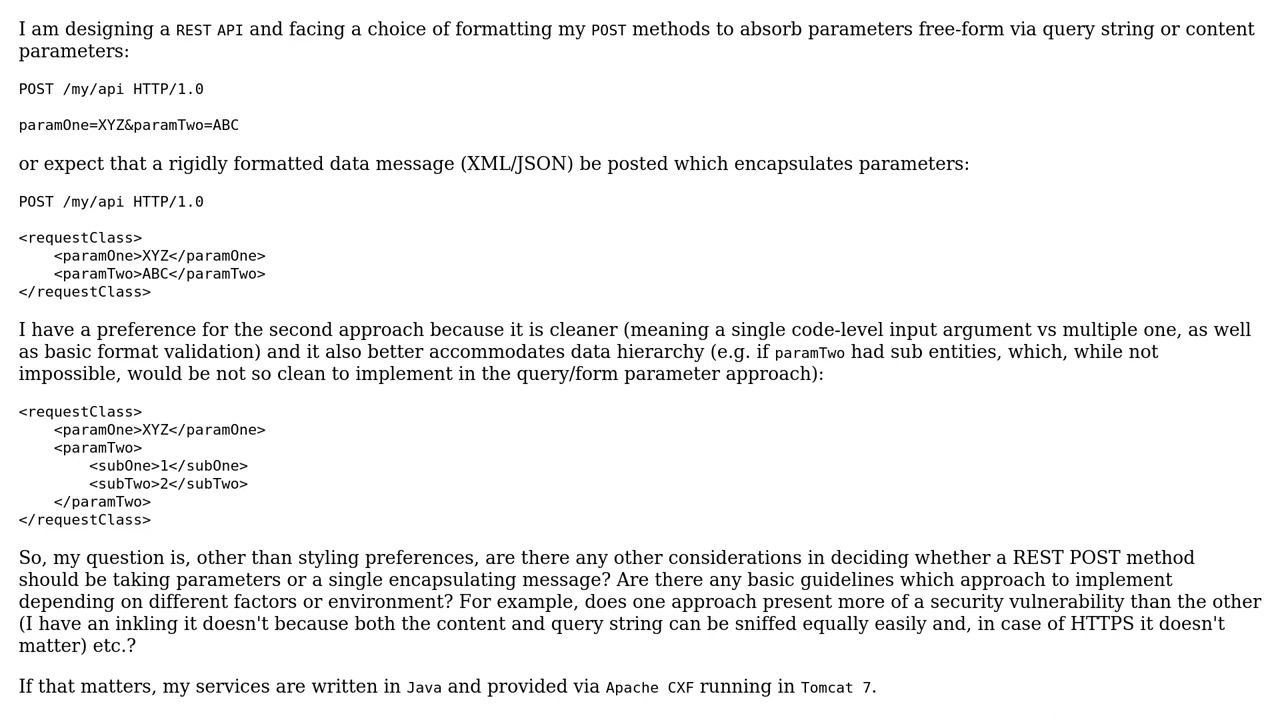 I am designing a REST API and facing a choice of formatting my POST methods to absorb parameters free-form via query string or content
parameters:
POST /my/api HTTP/1.0
paramOne=XYZ&paramTwo=ABC
or expect that a rigidly formatted data message (XML/JSON) be posted which encapsulates parameters:
POST /my/api HTTP/1.0
<requestClass>
    <paramOne>XYZ</paramOne>
    <paramTwo>ABC</paramTwo>
</requestClass>
I have a preference for the second approach because it is cleaner (meaning a single code-level input argument vs multiple one, as well
as basic format validation) and it also better accommodates data hierarchy (e.g. if paramTwo had sub entities, which, while not
impossible, would be not so clean to implement in the query/form parameter approach):
<requestClass>
    <paramOne>XYZ</paramOne>
    <paramTwo>
        <subOne>1</subOne>
        <subTwo>2</subTwo>
    </paramTwo>
</requestClass>
So, my question is, other than styling preferences, are there any other considerations in deciding whether a REST POST method
should be taking parameters or a single encapsulating message? Are there any basic guidelines which approach to implement
depending on different factors or environment? For example, does one approach present more of a security vulnerability than the other
(I have an inkling it doesn't because both the content and query string can be sniffed equally easily and, in case of HTTPS it doesn't
matter) etc.?
If that matters, my services are written in Java and provided via Apache CXF running in Tomcat 7.